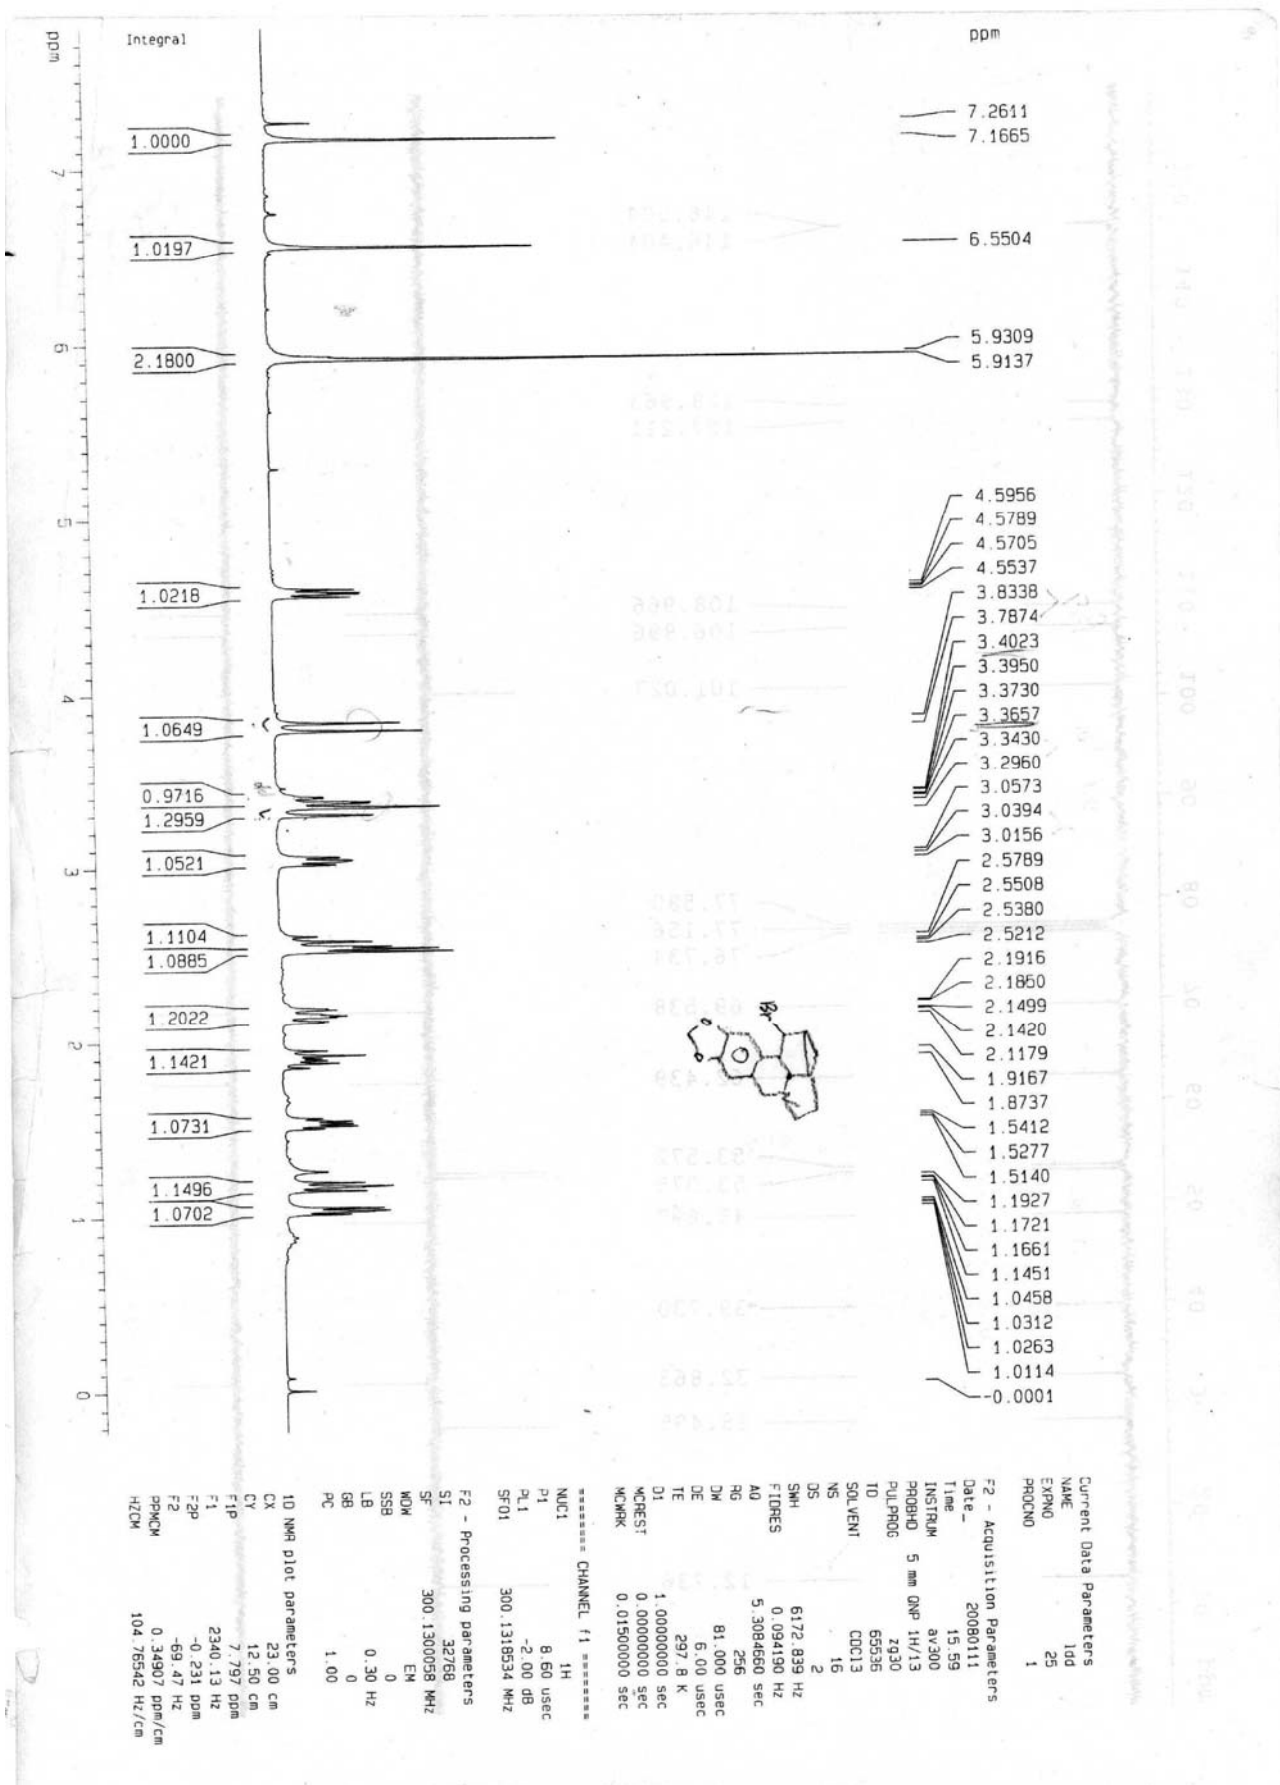 ppm
7.2611
7.1665
6.5504
5.9309
5.9137
4.5956
4.5789
4.5705
4.5537
3.8338
3.7874
3.4023
3.3950
3.3730
3.3657
3.3430
3.2960
3.0573
3.0394
3.0156
2.5789
2.5508
2.5380
2.5212
2.1916
2.1850
2.1499
2.1420
2.1179
1.9167
1.8737
1.5412
1.5277
1.5140
1.1927
1.1721
1.1661
1.1451
1.0458
1.0312
1.0263
1.0114
-0.0001
Br
O
O
Integral
1.0000
1.0197
2.1800
1.0218
1.0649
0.9716
1.2959
1.0521
1.1104
1.0885
1.2022
1.1421
1.0731
1.1496
1.0702
ppm
7
6
5
4
3
2
1
0
Current Data Parameters
NAME ldd
EXPNO 25
PROCNO 1
F2 - Acquisition Parameters
Date_ 20080111
Time 15.59
INSTRUM av300
PROBHD 5 mm QNP 1H/13
PULPROG zg30
TD 65536
SOLVENT CDCl3
NS 16
DS 2
SWH 6172.839 Hz
FIDRES 0.094190 Hz
AQ 5.3084660 sec
RG 256
DW 81.000 usec
DE 6.00 usec
TE 297.8 K
D1 1.00000000 sec
MCREST 0.00000000 sec
MCWRK 0.01500000 sec
======== CHANNEL f1 ========
NUC1 1H
P1 8.60 usec
PL1 -2.00 dB
SFO1 300.1318534 MHz
F2 - Processing parameters
SI 32768
SF 300.1300058 MHz
WDW EM
SSB 0
LB 0.30 Hz
GB 0
PC 1.00
1D NMR plot parameters
CX 23.00 cm
CY 12.50 cm
F1P 7.797 ppm
F1 2340.13 Hz
F2P -0.231 ppm
F2 -69.47 Hz
PPMCM 0.34907 ppm/cm
HZCM 104.76542 Hz/cm